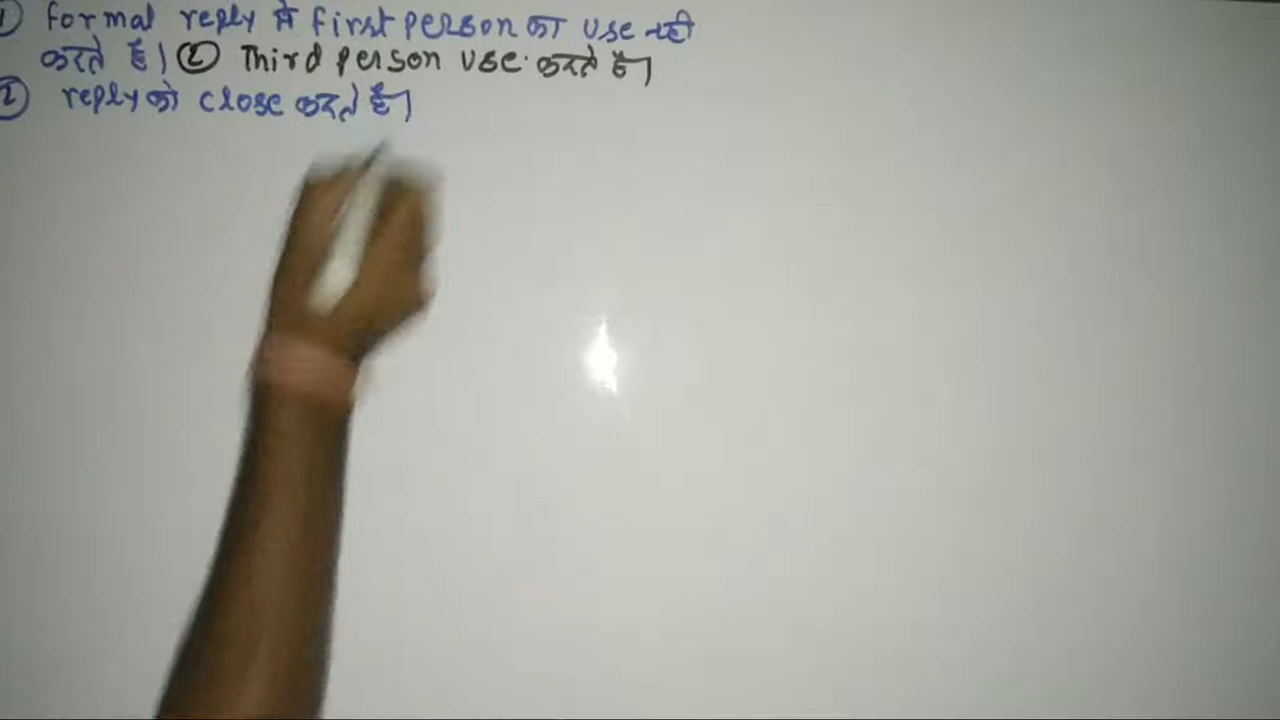 ① formal reply में first person का use नही
करते है। ② Third person use करते है।
② reply को close करते है।